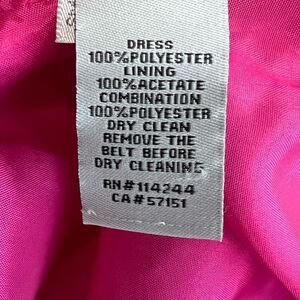 DRESS
100%POLYESTER
LINING
100%ACETATE
COMBINATION
100%POLYESTER
DRY CLEAN
REMOVE THE
BELT BEFORE
DRY CLEANING
RN#114244
CA#57151